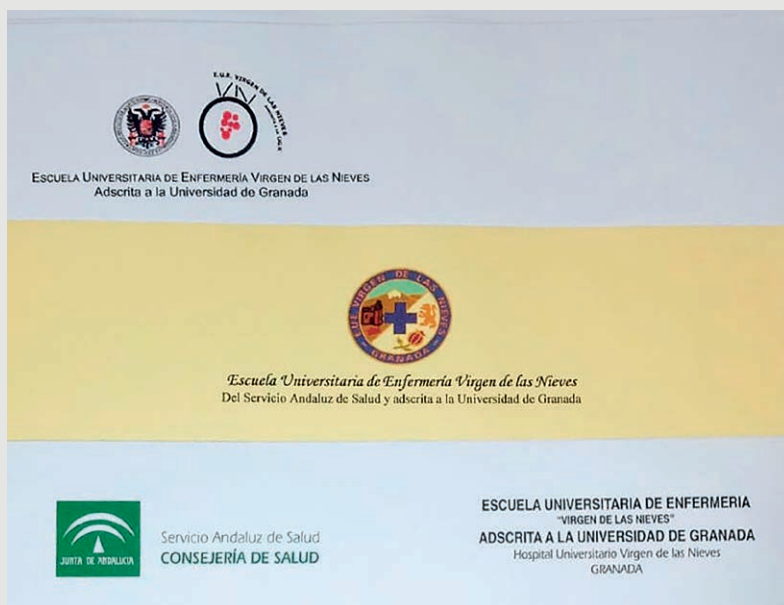 E.U.E. VIRGEN DE LAS NIEVES
ESCUELA UNIVERSITARIA DE ENFERMERÍA VIRGEN DE LAS NIEVES
Adscrita a la Universidad de Granada
E.U.E. VIRGEN DE LAS NIEVES
GRANADA
Escuela Universitaria de Enfermería Virgen de las Nieves
Del Servicio Andaluz de Salud y adscrita a la Universidad de Granada
JUNTA DE ANDALUCIA
Servicio Andaluz de Salud
CONSEJERÍA DE SALUD
ESCUELA UNIVERSITARIA DE ENFERMERIA
"VIRGEN DE LAS NIEVES"
ADSCRITA A LA UNIVERSIDAD DE GRANADA
Hospital Universitario Virgen de las Nieves
GRANADA